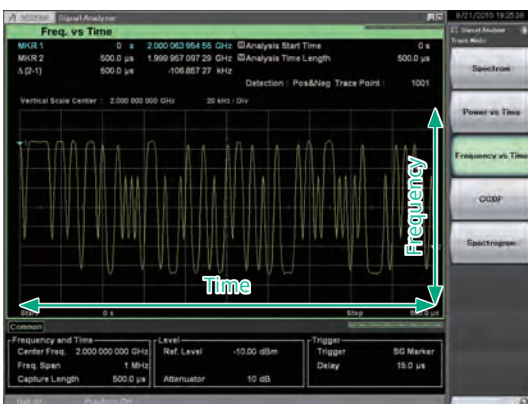 Signal Analyzer
9/21/2010 19:25:38
Freq. vs Time
MKR 1 0 s 2.000 063 954 55 GHz Analysis Start Time 0 s
MKR 2 500.0 µs 1.999 957 097 29 GHz Analysis Time Length 500.0 µs
Δ (2-1) 500.0 µs -106.857 27 kHz
Detection : Pos&Neg Trace Point : 1001
Vertical Scale Center : 2.000 000 000 GHz 20 kHz / Div
1
2
Frequency
Time
Start 0 s Stop 500.0 µs
Common
Frequency and Time
Center Freq. 2.000 000 000 GHz
Freq. Span 1 MHz
Capture Length 500.0 µs
Level
Ref. Level -10.00 dBm
Attenuator 10 dB
Trigger
Trigger SG Marker
Delay 15.0 µs
Signal Analyzer
Trace Mode
Spectrum
Power vs Time
Frequency vs Time
CCDF
Spectrogram